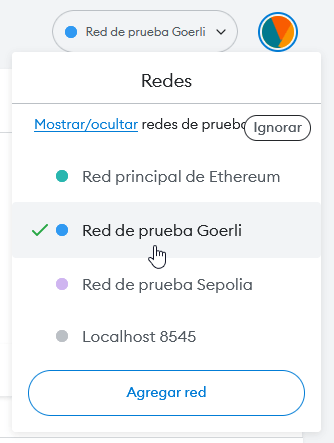 Red de prueba Goerli
Redes
Mostrar/ocultar redes de prueba
Ignorar
Red principal de Ethereum
Red de prueba Goerli
Red de prueba Sepolia
Localhost 8545
Agregar red